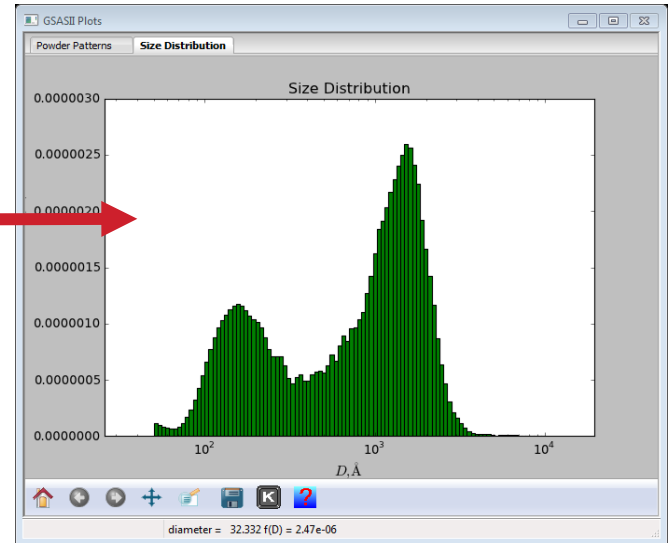 GSASII Plots
Powder Patterns Size Distribution
Size Distribution
0.0000030
0.0000025
0.0000020
0.0000015
0.0000010
0.0000005
0.0000000
10² 10³ 10⁴
D,Å
K ?
diameter = 32.332 f(D) = 2.47e-06